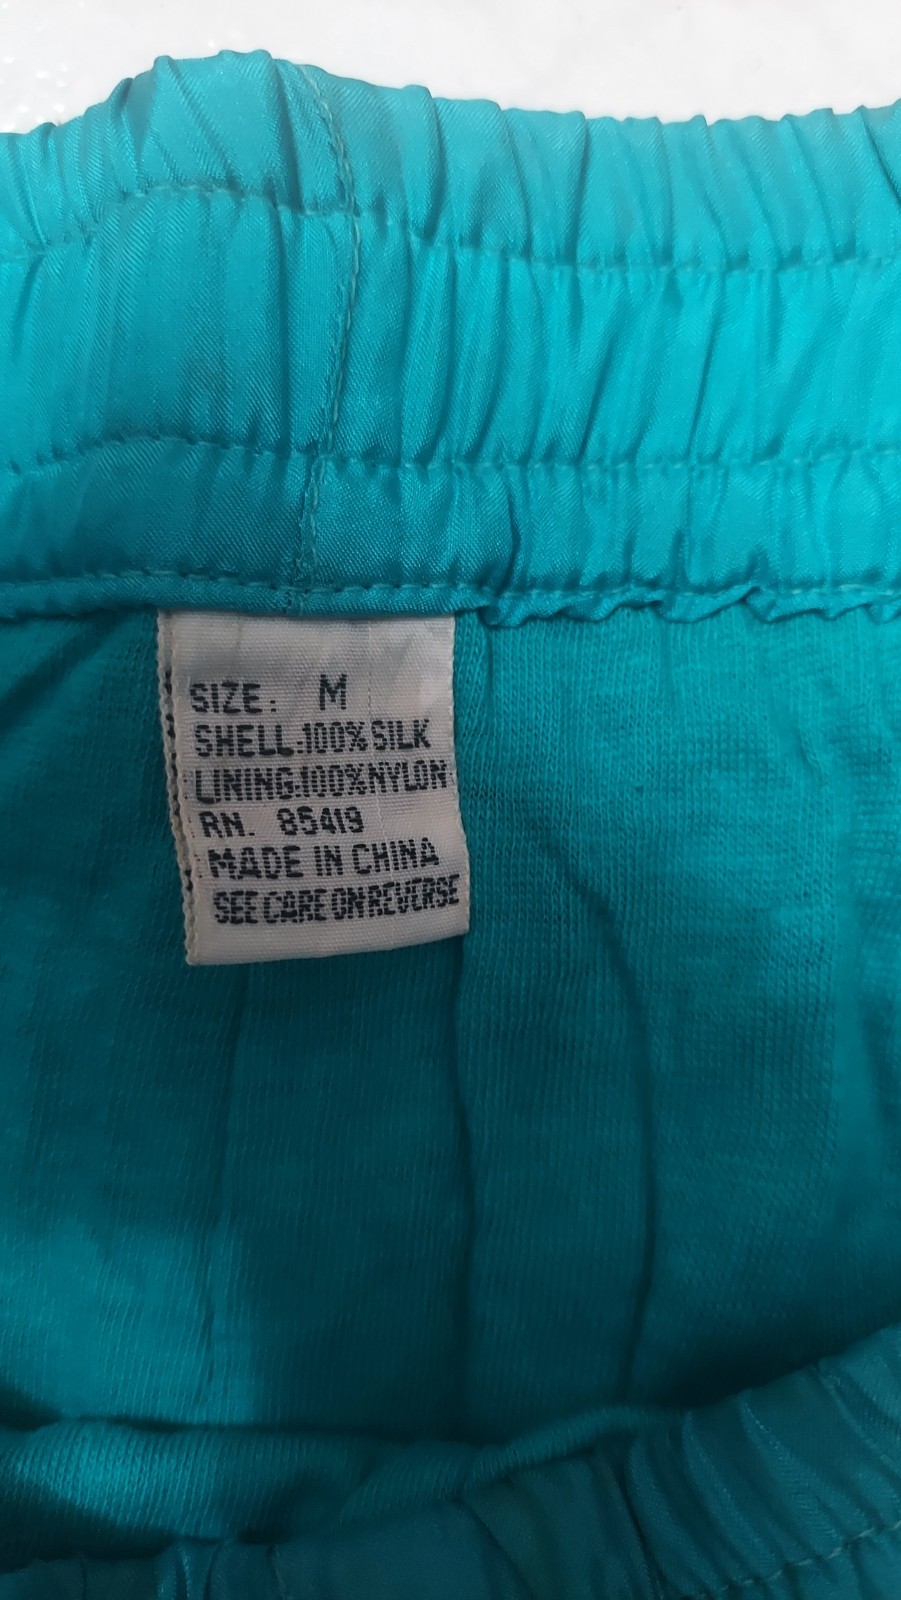 SIZE: M
SHELL:100%SILK
LINING:100%NYLON
RN. 85419
MADE IN CHINA
SEE CARE ON REVERSE